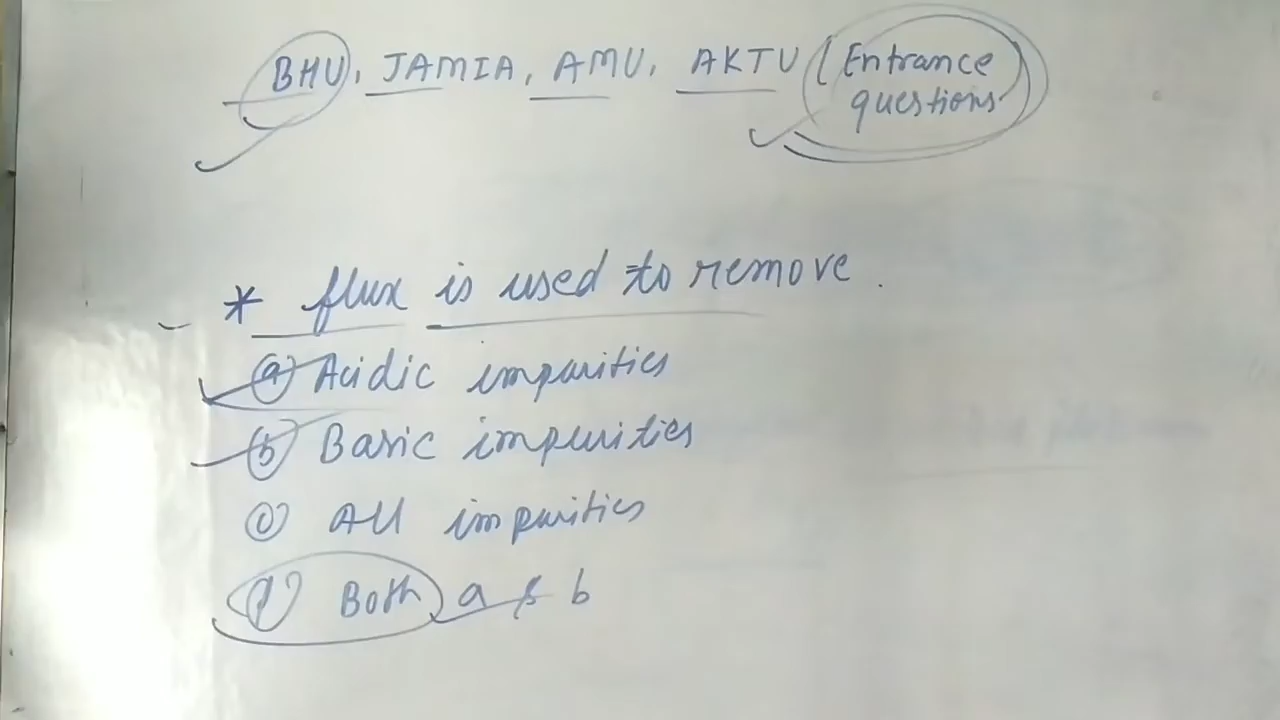 BHU, JAMIA, AMU, AKTU (Entrance
questions
* flux is used to remove.
(a) Acidic impurities
(b) Basic impurities
(c) All impurities
(d) Both a & b